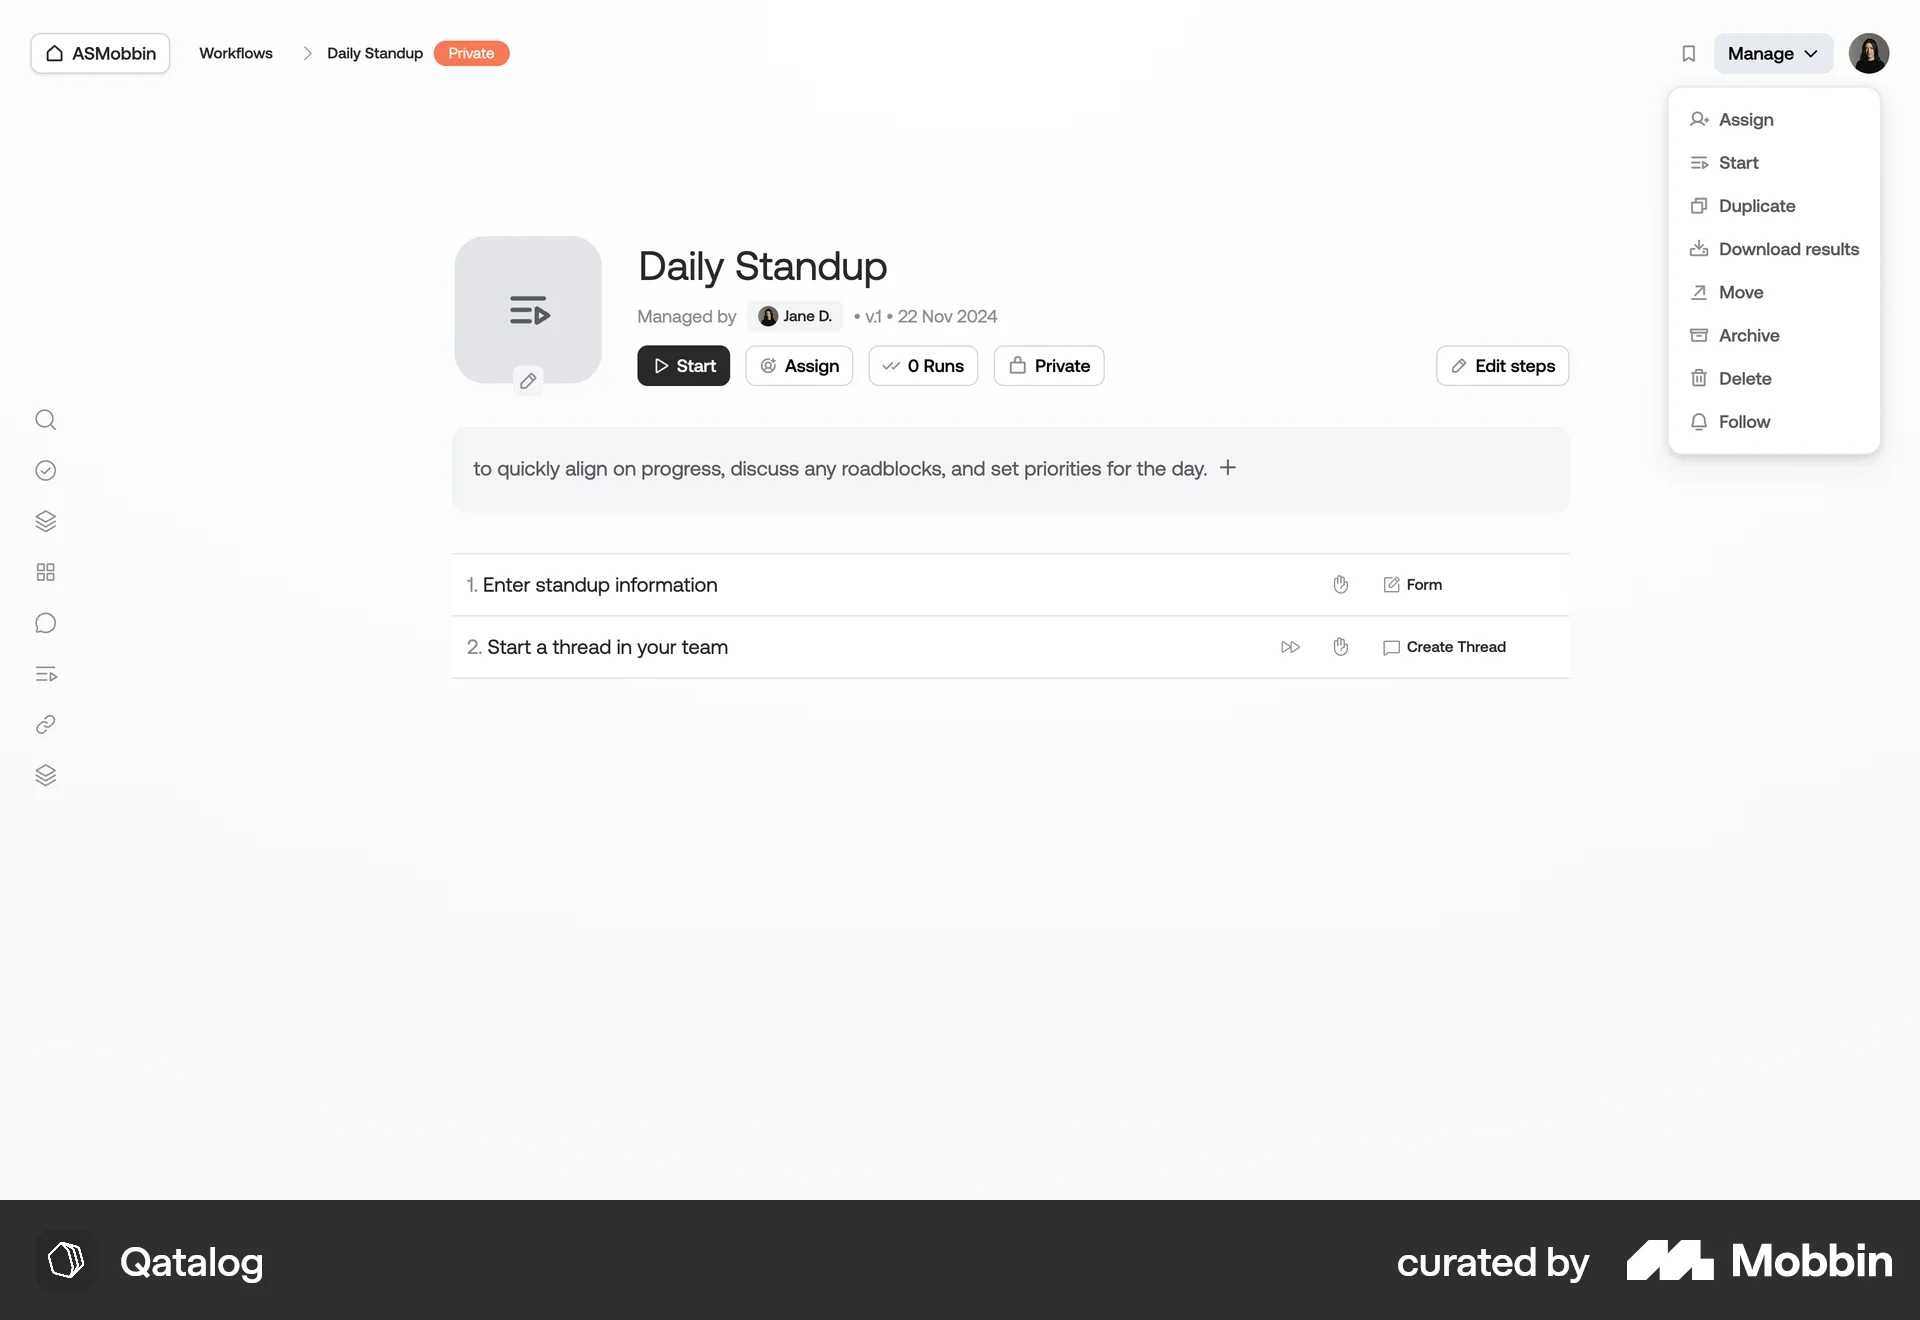 ASMobbin
Workflows
Daily Standup
Private
Manage
Assign
Start
Duplicate
Download results
Move
Archive
Delete
Follow
Daily Standup
Managed by Jane D. • v.1 • 22 Nov 2024
Start
Assign
0 Runs
Private
Edit steps
to quickly align on progress, discuss any roadblocks, and set priorities for the day.
1. Enter standup information
Form
2. Start a thread in your team
Create Thread
Qatalog
curated by Mobbin